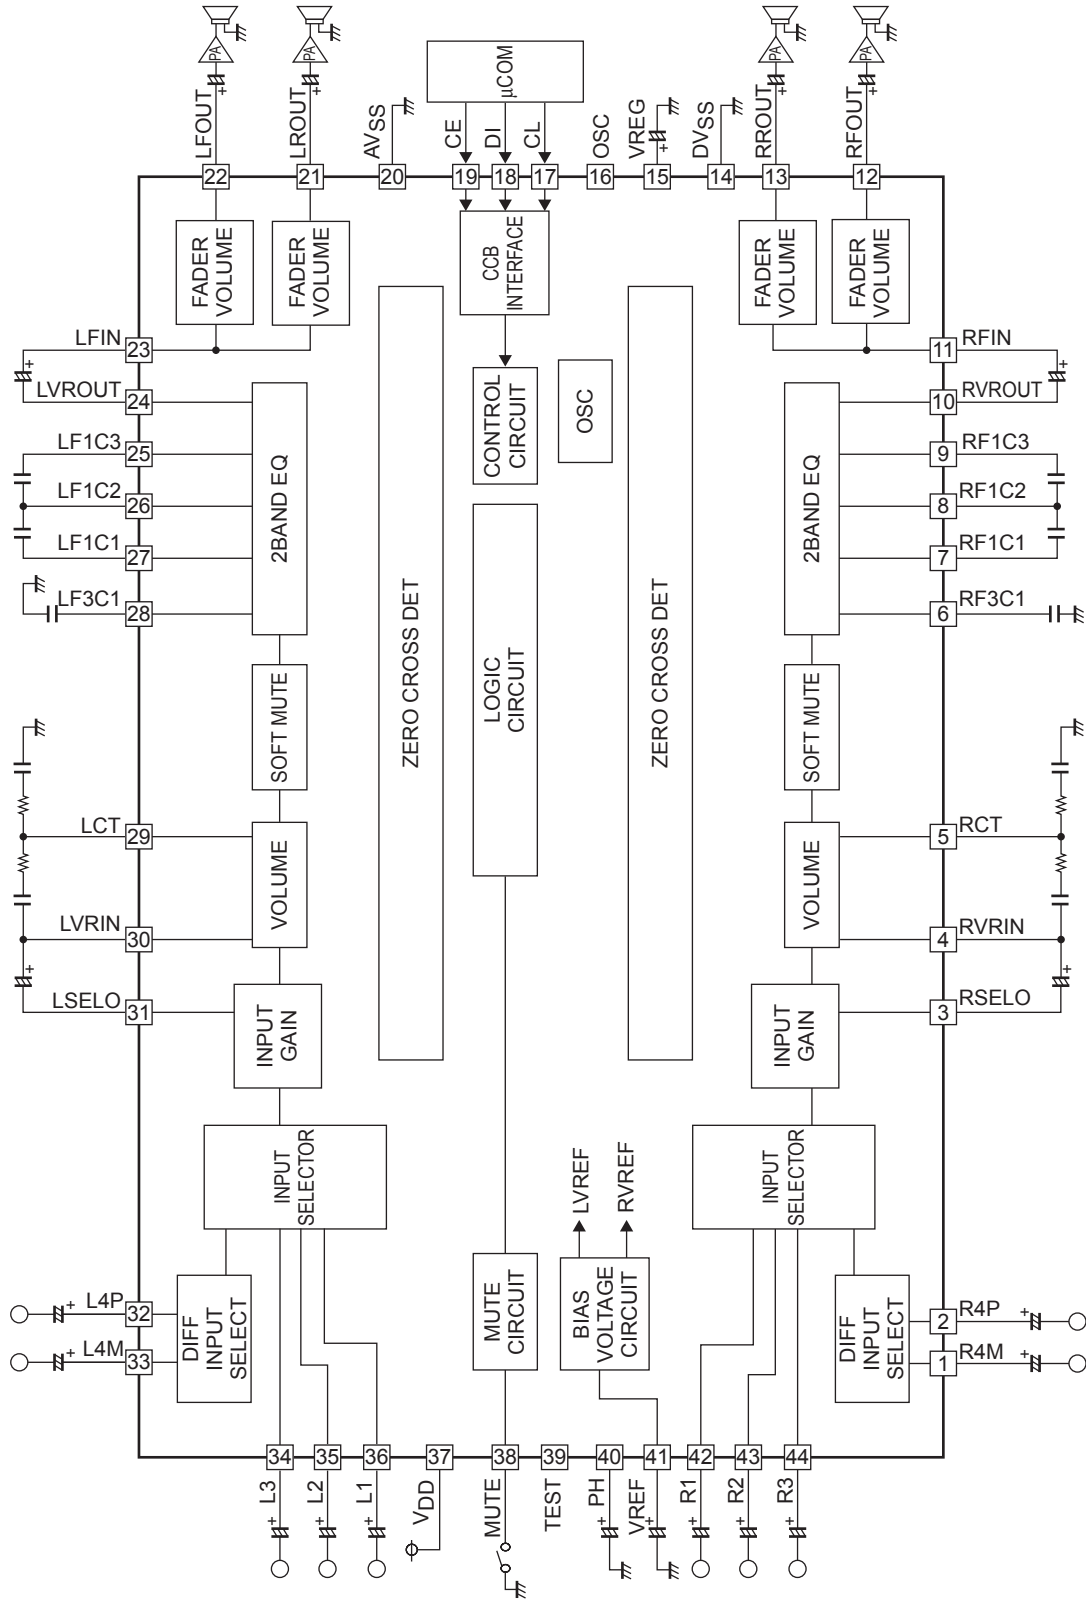 PA
PA
PA
PA
μCOM
LFOUT
LROUT
AVSS
CE
DI
CL
OSC
VREG
DVSS
RROUT
RFOUT
22
21
20
19
18
17
16
15
14
13
12
FADER
VOLUME
FADER
VOLUME
CCB
INTERFACE
FADER
VOLUME
FADER
VOLUME
LFIN
23
11
RFIN
LVROUT
24
10
RVROUT
LF1C3
25
9
RF1C3
LF1C2
26
8
RF1C2
LF1C1
27
7
RF1C1
LF3C1
28
6
RF3C1
2BAND EQ
CONTROL
CIRCUIT
OSC
2BAND EQ
ZERO CROSS DET
LOGIC
CIRCUIT
ZERO CROSS DET
SOFT MUTE
SOFT MUTE
LCT
29
5
RCT
VOLUME
VOLUME
LVRIN
30
4
RVRIN
LSELO
31
3
RSELO
INPUT
GAIN
INPUT
GAIN
INPUT
SELECTOR
LVREF
RVREF
INPUT
SELECTOR
L4P
32
2
R4P
L4M
33
1
R4M
DIFF
INPUT
SELECT
MUTE
CIRCUIT
BIAS
VOLTAGE
CIRCUIT
DIFF
INPUT
SELECT
34
35
36
37
38
39
40
41
42
43
44
L3
L2
L1
VDD
MUTE
TEST
PH
VREF
R1
R2
R3